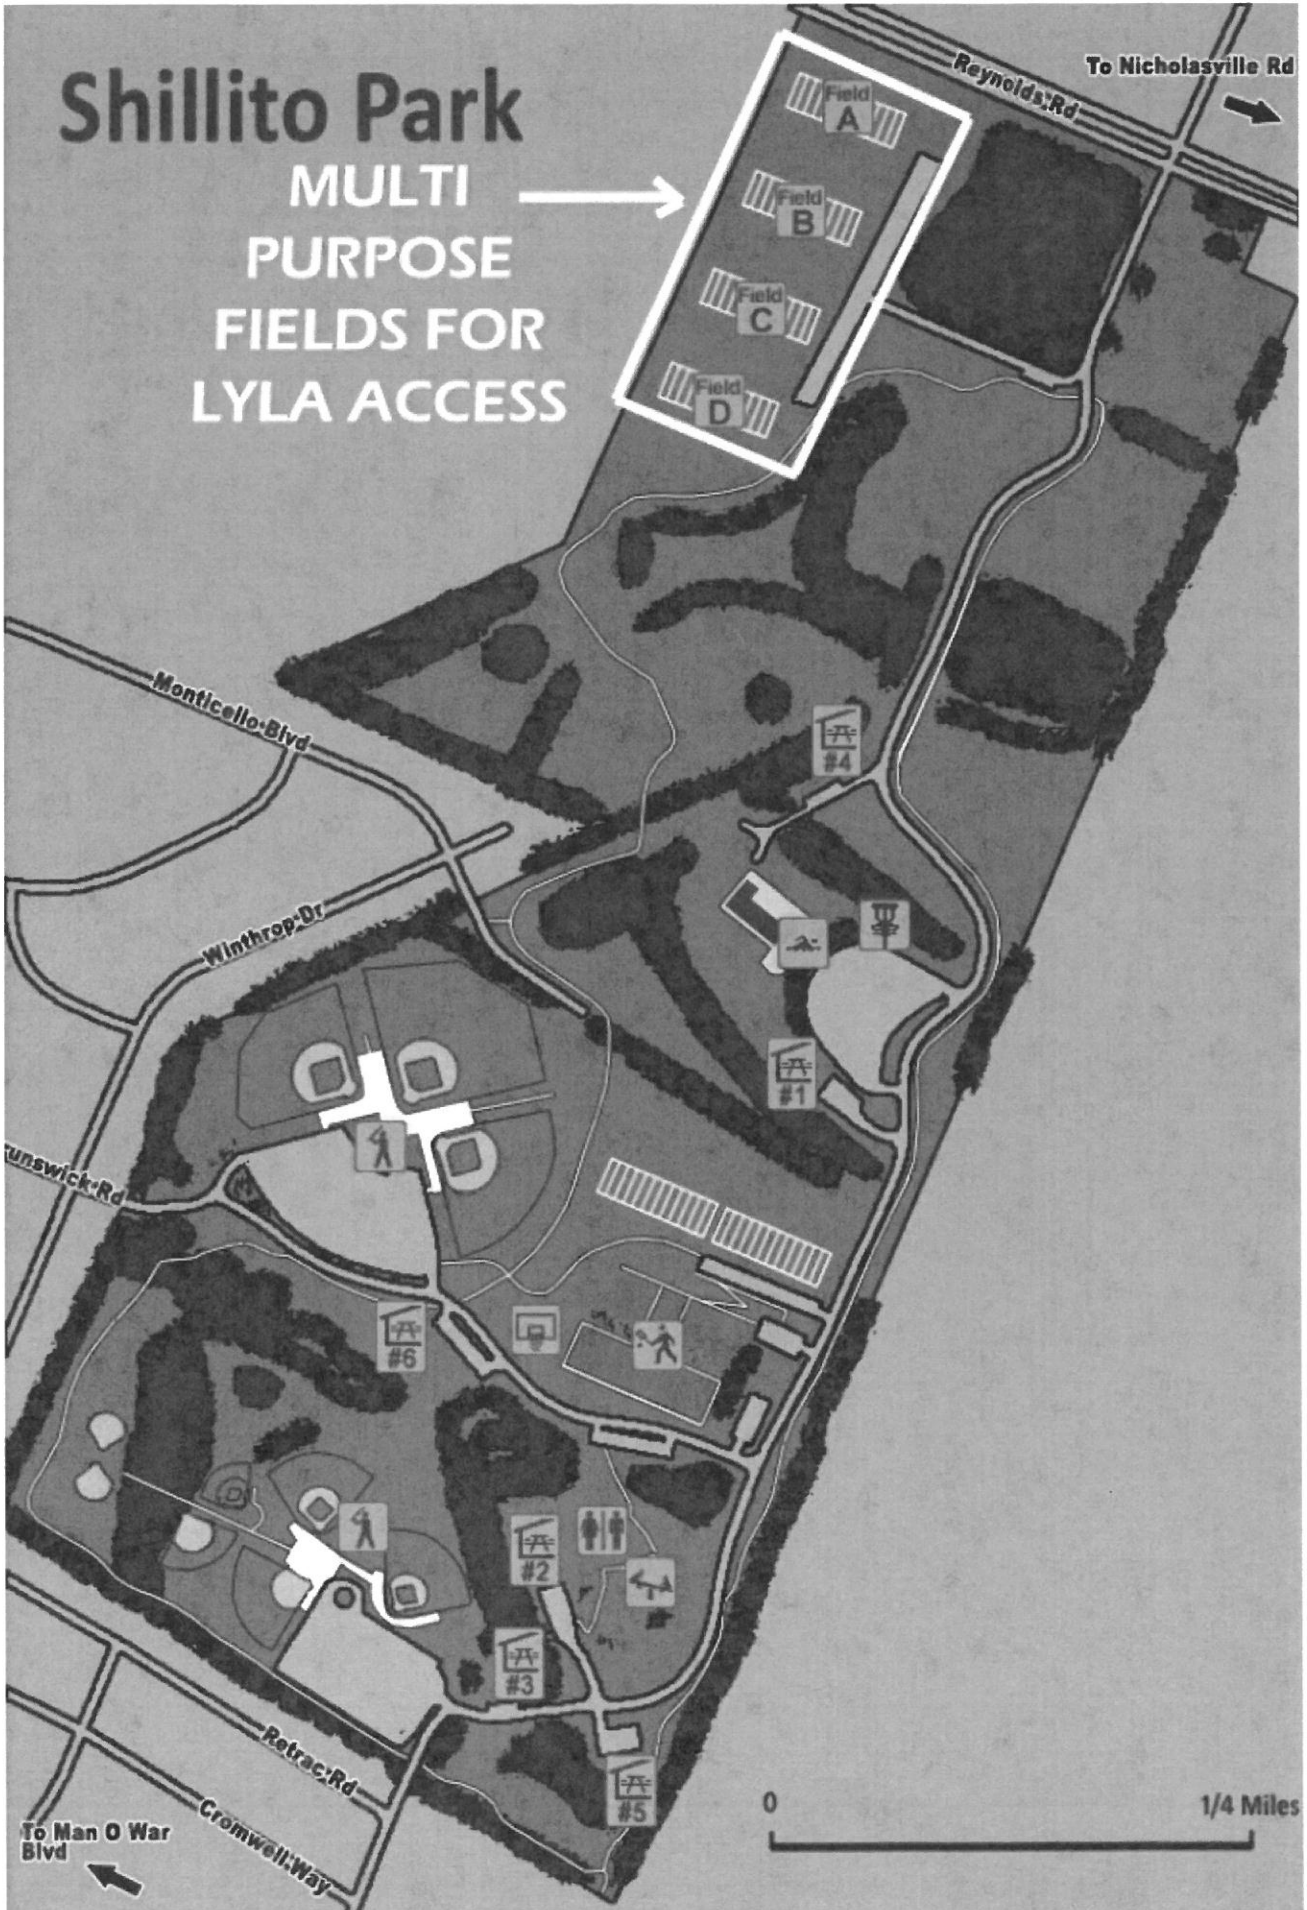 Shillito Park
MULTI
PURPOSE
FIELDS FOR
LYLA ACCESS
Field
A
Field
B
Field
C
Field
D
Reynolds Rd
To Nicholasville Rd
Monticello Blvd
#4
Winthrop Dr
#1
runswick Rd
#6
#2
#3
#5
Retrac Rd
Cromwell Way
To Man O War
Blvd
0 1/4 Miles